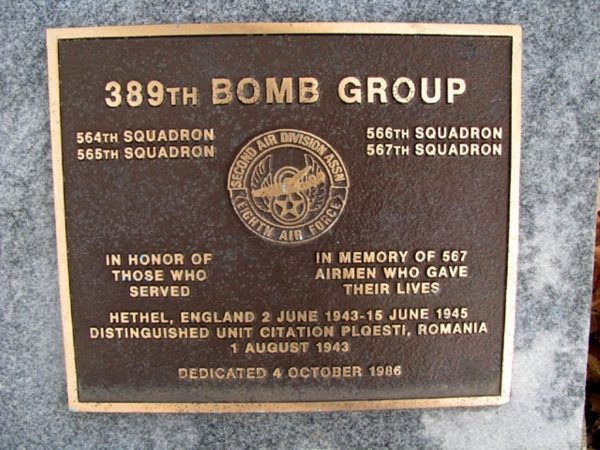 389TH BOMB GROUP
564TH SQUADRON
565TH SQUADRON
566TH SQUADRON
567TH SQUADRON
SECOND AIR DIVISION ASSN
EIGHTH AIR FORCE
IN HONOR OF
THOSE WHO
SERVED
IN MEMORY OF 567
AIRMEN WHO GAVE
THEIR LIVES
HETHEL, ENGLAND 2 JUNE 1943-15 JUNE 1945
DISTINGUISHED UNIT CITATION PLOESTI, ROMANIA
1 AUGUST 1943
DEDICATED 4 OCTOBER 1986